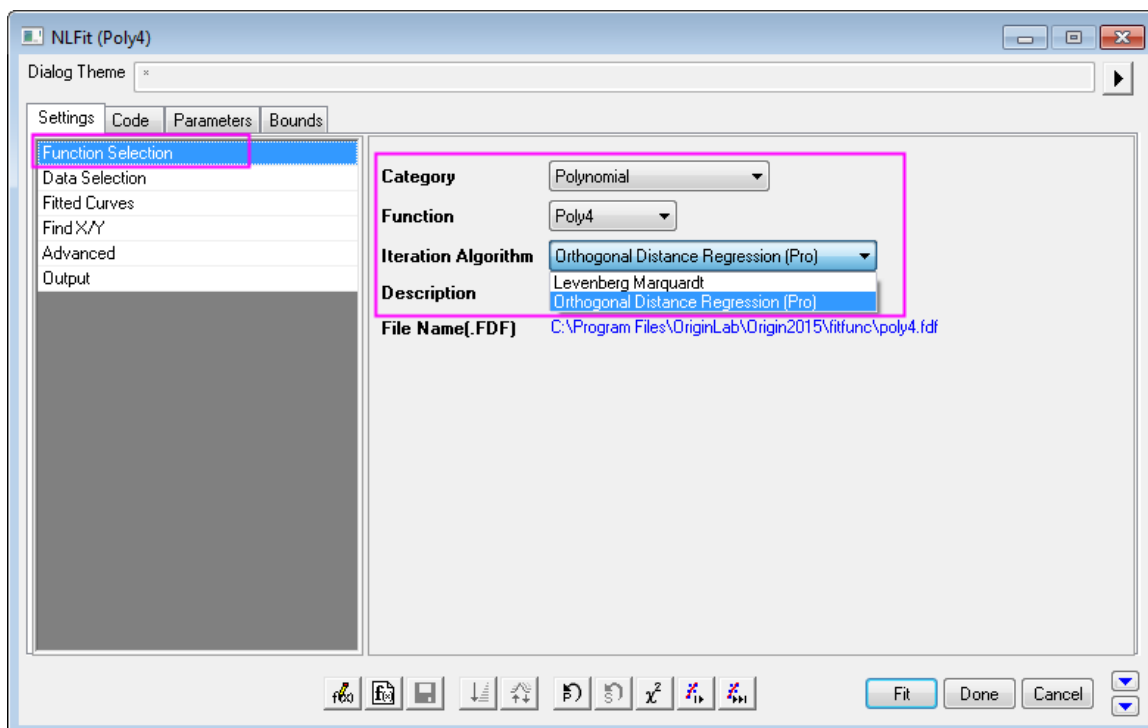 NLFit (Poly4)
Dialog Theme *
Settings Code Parameters Bounds
Function Selection
Data Selection
Fitted Curves
Find X/Y
Advanced
Output
Category Polynomial
Function Poly4
Iteration Algorithm Orthogonal Distance Regression (Pro)
Levenberg Marquardt
Orthogonal Distance Regression (Pro)
Description
File Name(.FDF) C:\Program Files\OriginLab\Origin2015\fitfunc\poly4.fdf
Fit Done Cancel